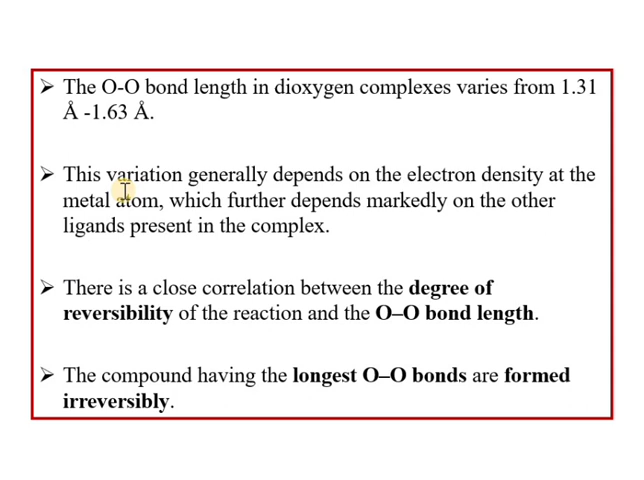 ➢ The O-O bond length in dioxygen complexes varies from 1.31
Å -1.63 Å.
➢ This variation generally depends on the electron density at the
metal atom, which further depends markedly on the other
ligands present in the complex.
➢ There is a close correlation between the degree of
reversibility of the reaction and the O–O bond length.
➢ The compound having the longest O–O bonds are formed
irreversibly.